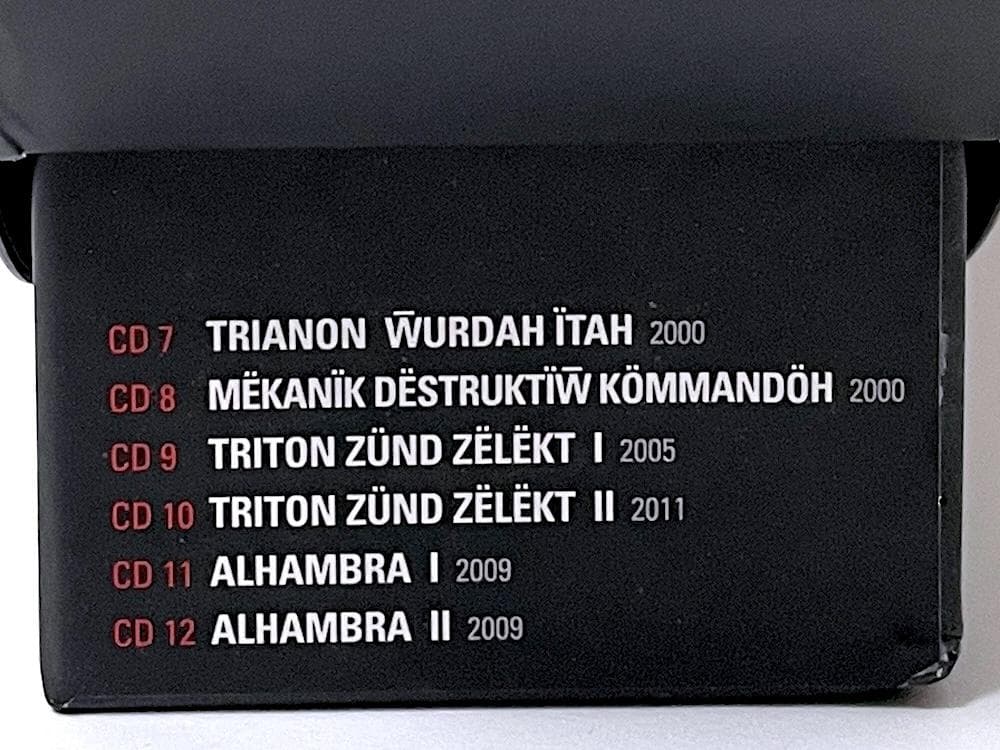 CD 7 TRIANON W̄URDAH ÏTAH 2000
CD 8 MËKANÏK DËSTRUKTÏW̄ KÖMMANDÖH 2000
CD 9 TRITON ZÜND ZËLËKT I 2005
CD 10 TRITON ZÜND ZËLËKT II 2011
CD 11 ALHAMBRA I 2009
CD 12 ALHAMBRA II 2009